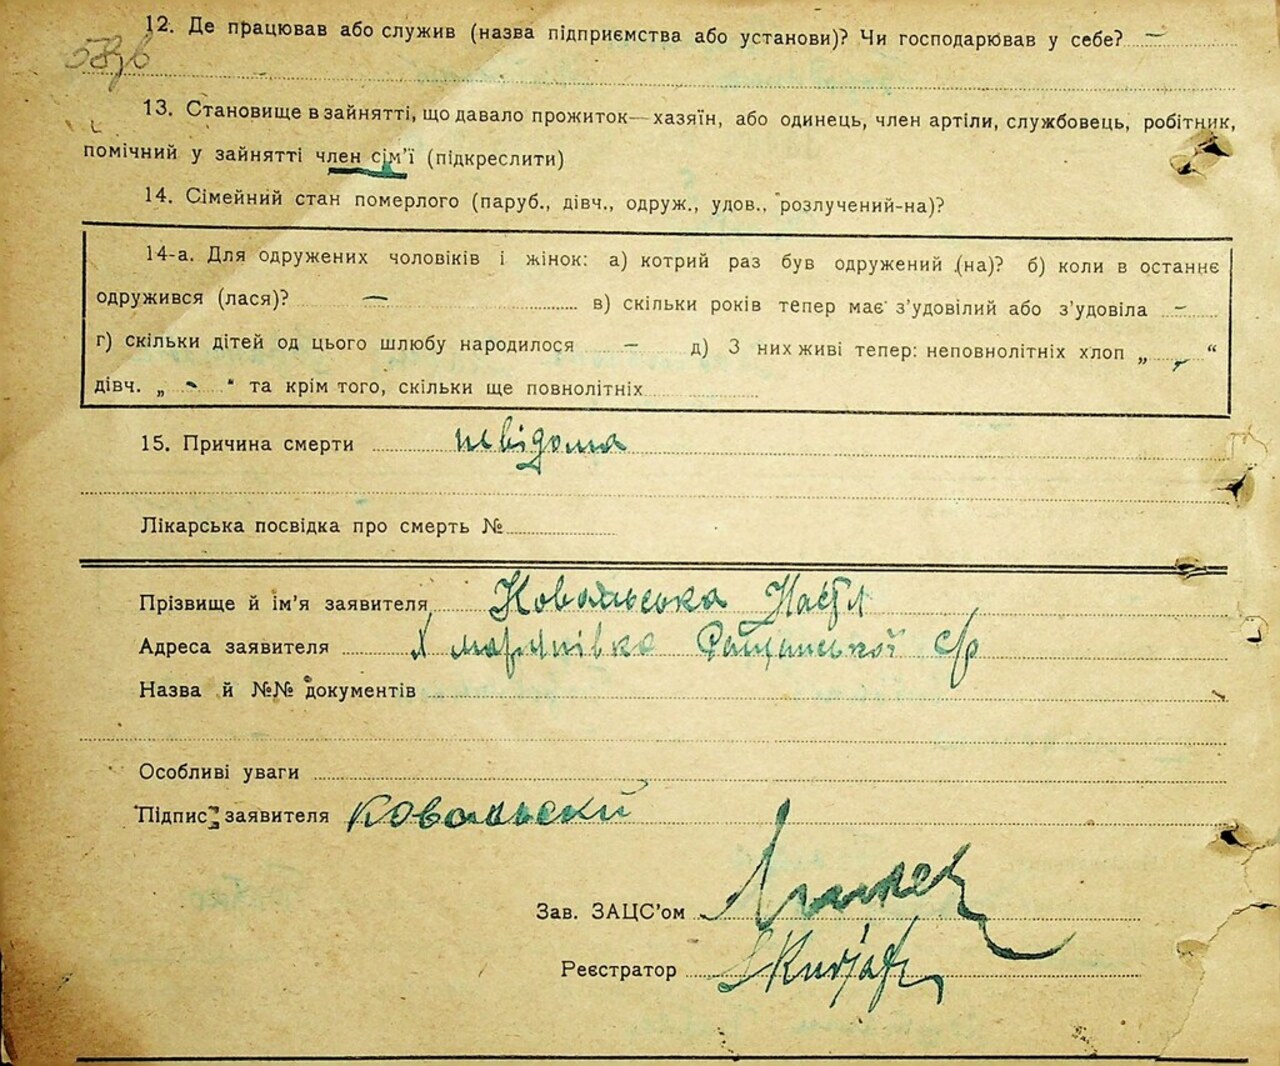 58зв
12. Де працював або служив (назва підприємства або установи)? Чи господарював у себе? —
13. Становище в зайнятті, що давало прожиток—хазяїн, або одинець, член артіли, службовець, робітник,
помічний у зайнятті член сім'ї (підкреслити)
14. Сімейний стан померлого (паруб., дівч., одруж., удов., розлучений-на)?
14-а. Для одружених чоловіків і жінок: а) котрий раз був одружений (на)? б) коли в останнє
одружився (лася)? — в) скільки років тепер має з'удовілий або з'удовіла —
г) скільки дітей од цього шлюбу народилося — д) З них живі тепер: неповнолітніх хлоп „ - “
дівч. „ - “ та крім того, скільки ще повнолітніх
15. Причина смерти невідома
Лікарська посвідка про смерть №
Прізвище й ім'я заявителя Ковальська Настя
Адреса заявителя с/р
Назва й №№ документів
Особливі уваги
Підпис заявителя Ковальский
Зав. ЗАЦС'ом
Реєстратор